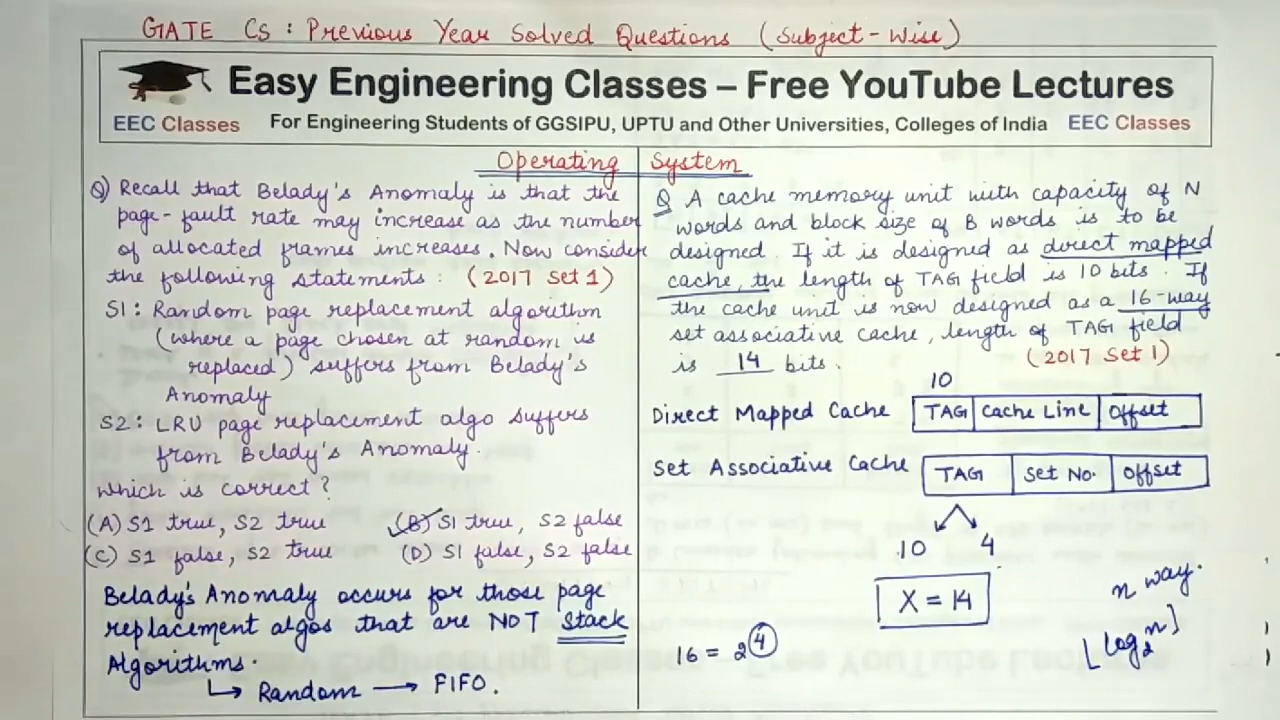 GATE CS : Previous Year Solved Questions (Subject-Wise)
Easy Engineering Classes – Free YouTube Lectures
EEC Classes For Engineering Students of GGSIPU, UPTU and Other Universities, Colleges of India EEC Classes
Operating System
Q) Recall that Belady's Anomaly is that the
page-fault rate may increase as the number
of allocated frames increases. Now consider
the following statements : (2017 Set 1)
S1: Random page replacement algorithm
(where a page chosen at random is
replaced) suffers from Belady's
Anomaly
S2: LRU page replacement algo suffers
from Belady's Anomaly.
Which is correct?
(A) S1 true, S2 true (B) S1 true, S2 false
(C) S1 false, S2 true (D) S1 false, S2 false
Belady's Anomaly occurs for those page
replacement algos that are NOT Stack
Algorithms.
Random → FIFO.
Q A cache memory unit with capacity of N
words and block size of B words is to be
designed. If it is designed as direct mapped
cache, the length of TAG field is 10 bits. If
the cache unit is now designed as a 16-way
set associative cache, length of TAG field
is 14 bits. (2017 Set 1)
10
Direct Mapped Cache TAG Cache Line Offset
Set Associative Cache TAG Set No. Offset
10 4
X = 14
16 = 2^4
n way.
⌊log₂n⌋